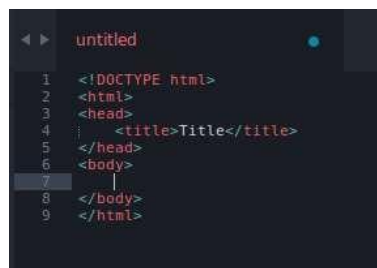 untitled
1 <!DOCTYPE html>
2 <html>
3 <head>
4     <title>Title</title>
5 </head>
6 <body>
7
8 </body>
9 </html>